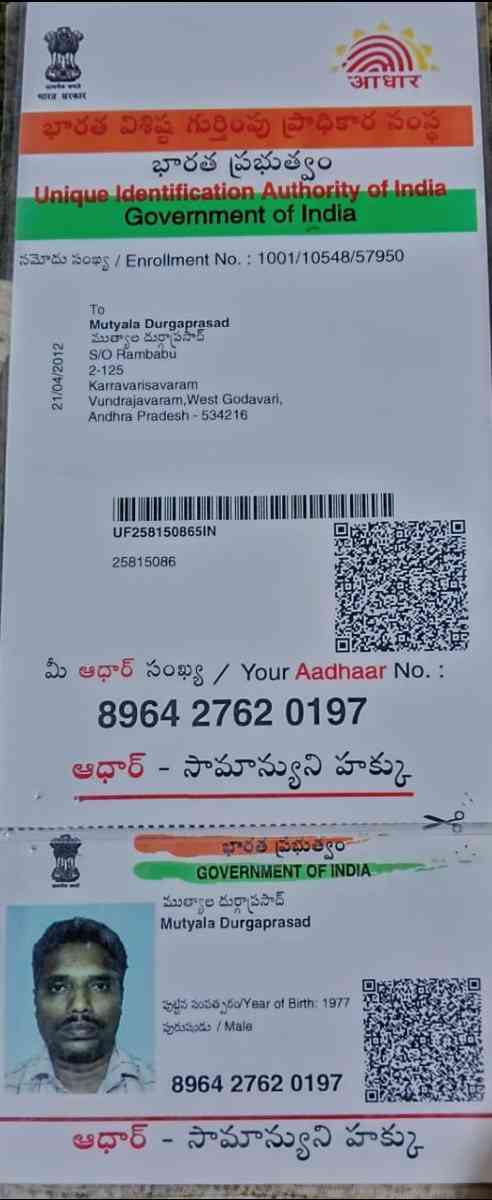 भारत सरकार
आधार
భారత విశిష్ట గుర్తింపు ప్రాధికార సంస్థ
భారత ప్రభుత్వం
Unique Identification Authority of India
Government of India
నమోదు సంఖ్య / Enrollment No. : 1001/10548/57950
To
Mutyala Durgaprasad
ముత్యాల దుర్గాప్రసాద్
S/O Rambabu
2-125
Karravarisavaram
Vundrajavaram,West Godavari,
Andhra Pradesh - 534216
21/04/2012
UF258150865IN
25815086
మీ ఆధార్ సంఖ్య / Your Aadhaar No. :
8964 2762 0197
ఆధార్ - సామాన్యుని హక్కు
భారత ప్రభుత్వం
GOVERNMENT OF INDIA
ముత్యాల దుర్గాప్రసాద్
Mutyala Durgaprasad
పుట్టిన సంవత్సరం/Year of Birth: 1977
పురుషుడు / Male
8964 2762 0197
ఆధార్ - సామాన్యుని హక్కు